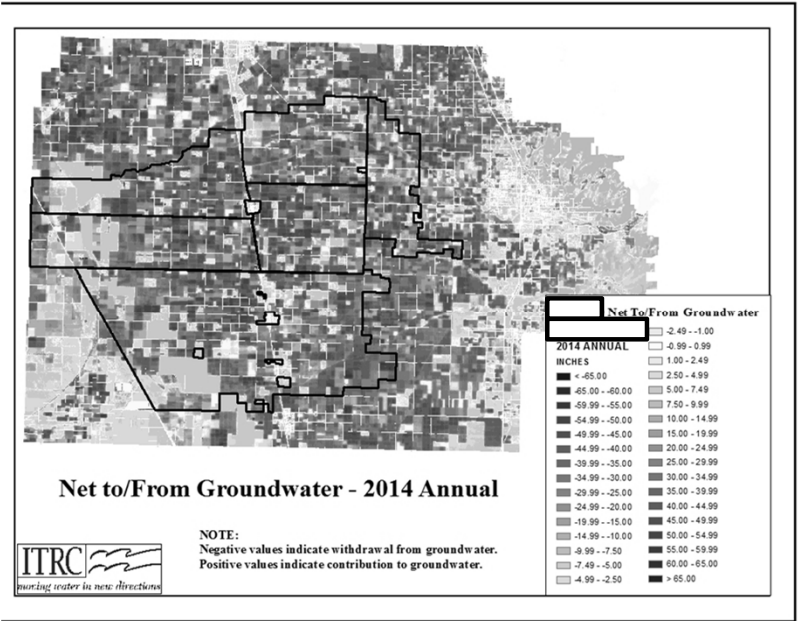 Net To/From Groundwater
2014 ANNUAL
INCHES
< -65.00
-65.00 - -60.00
-59.99 - -55.00
-54.99 - -50.00
-49.99 - -45.00
-44.99 - -40.00
-39.99 - -35.00
-34.99 - -30.00
-29.99 - -25.00
-24.99 - -20.00
-19.99 - -15.00
-14.99 - -10.00
-9.99 - -7.50
-7.49 - -5.00
-4.99 - -2.50
-2.49 - -1.00
-0.99 - 0.99
1.00 - 2.49
2.50 - 4.99
5.00 - 7.49
7.50 - 9.99
10.00 - 14.99
15.00 - 19.99
20.00 - 24.99
25.00 - 29.99
30.00 - 34.99
35.00 - 39.99
40.00 - 44.99
45.00 - 49.99
50.00 - 54.99
55.00 - 59.99
60.00 - 65.00
> 65.00
Net to/From Groundwater - 2014 Annual
NOTE:
Negative values indicate withdrawal from groundwater.
Positive values indicate contribution to groundwater.
ITRC
moving water in new directions